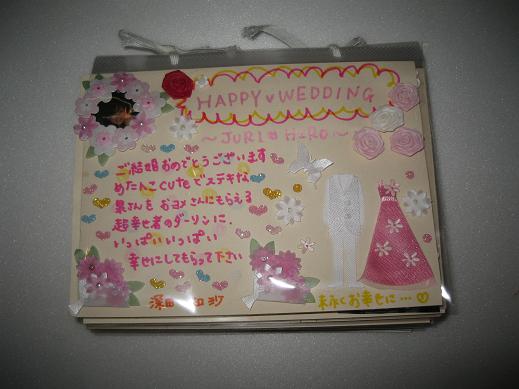 HAPPY♥WEDDING
～JURI♥HIRO～
ご結婚おめでとうございます
めたんこcuteでステキな
さんをお嫁さんにもらえる
超幸せ者のダーリンに、
いっぱいいっぱい
幸せにしてもらって下さい
深田 沙
末永くお幸せに…♡